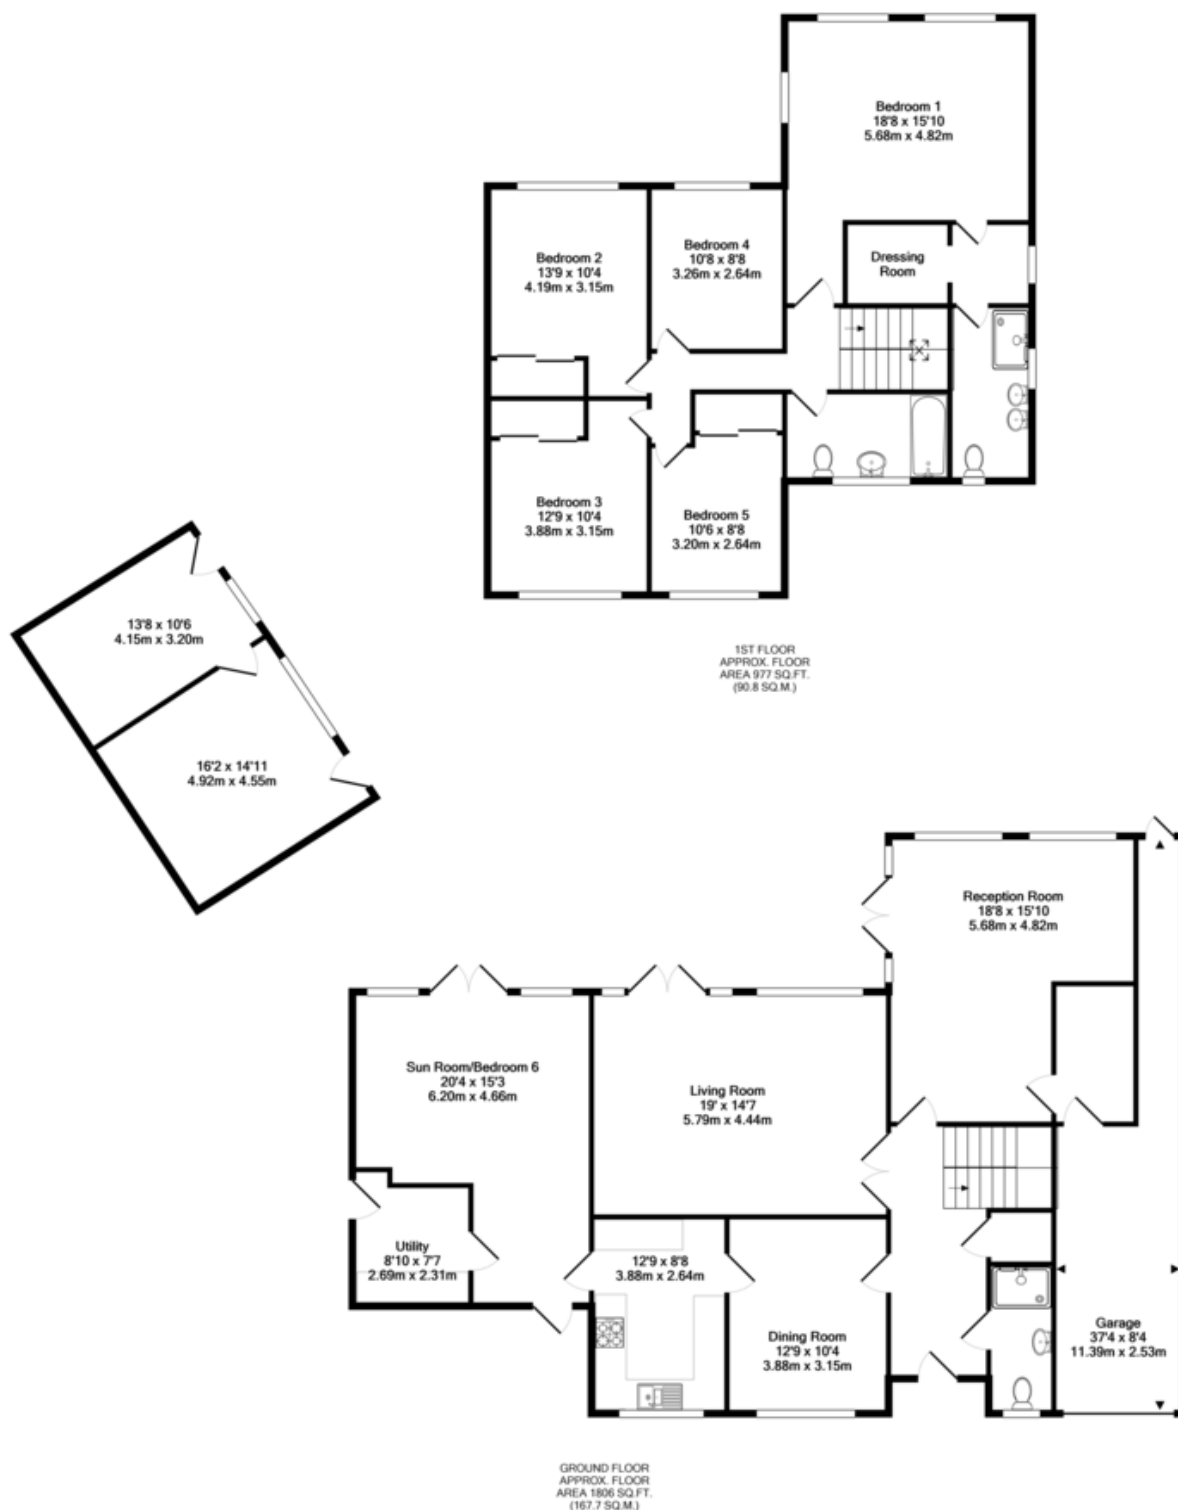 Bedroom 1
18'8 x 15'10
5.68m x 4.82m
Bedroom 2
13'9 x 10'4
4.19m x 3.15m
Bedroom 4
10'8 x 8'8
3.26m x 2.64m
Dressing
Room
Bedroom 3
12'9 x 10'4
3.88m x 3.15m
Bedroom 5
10'6 x 8'8
3.20m x 2.64m
1ST FLOOR
APPROX. FLOOR
AREA 977 SQ.FT.
(90.8 SQ.M.)
13'8 x 10'6
4.15m x 3.20m
16'2 x 14'11
4.92m x 4.55m
Reception Room
18'8 x 15'10
5.68m x 4.82m
Sun Room/Bedroom 6
20'4 x 15'3
6.20m x 4.66m
Living Room
19' x 14'7
5.79m x 4.44m
Utility
8'10 x 7'7
2.69m x 2.31m
12'9 x 8'8
3.88m x 2.64m
Dining Room
12'9 x 10'4
3.88m x 3.15m
Garage
37'4 x 8'4
11.39m x 2.53m
GROUND FLOOR
APPROX. FLOOR
AREA 1806 SQ.FT.
(167.7 SQ.M.)